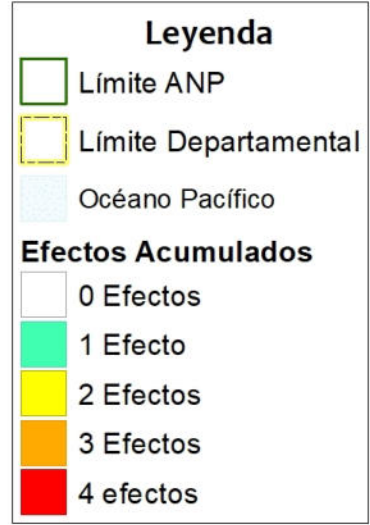 Leyenda
Límite ANP
Límite Departamental
Océano Pacífico
Efectos Acumulados
0 Efectos
1 Efecto
2 Efectos
3 Efectos
4 efectos